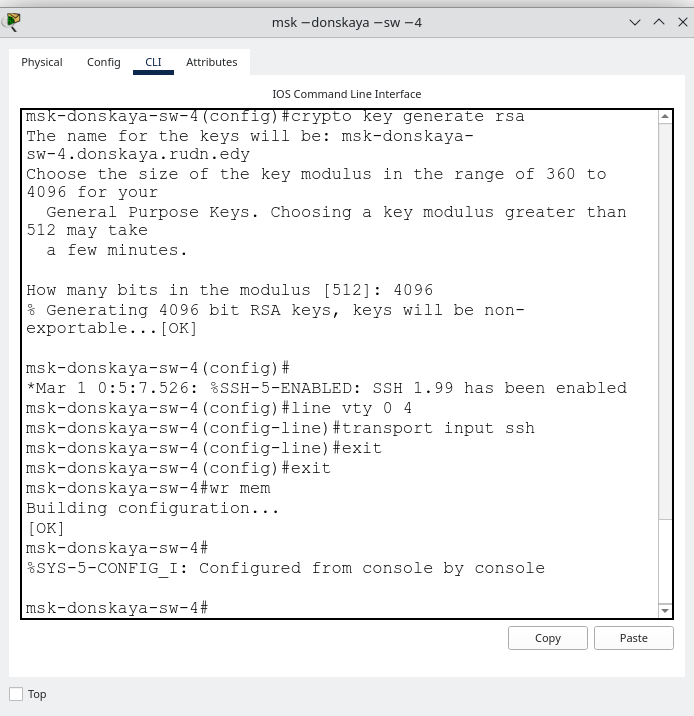 msk –donskaya –sw –4
Physical Config CLI Attributes
IOS Command Line Interface
msk-donskaya-sw-4(config)#crypto key generate rsa
The name for the keys will be: msk-donskaya-
sw-4.donskaya.rudn.edy
Choose the size of the key modulus in the range of 360 to
4096 for your
  General Purpose Keys. Choosing a key modulus greater than
512 may take
  a few minutes.
How many bits in the modulus [512]: 4096
% Generating 4096 bit RSA keys, keys will be non-
exportable...[OK]
msk-donskaya-sw-4(config)#
*Mar 1 0:5:7.526: %SSH-5-ENABLED: SSH 1.99 has been enabled
msk-donskaya-sw-4(config)#line vty 0 4
msk-donskaya-sw-4(config-line)#transport input ssh
msk-donskaya-sw-4(config-line)#exit
msk-donskaya-sw-4(config)#exit
msk-donskaya-sw-4#wr mem
Building configuration...
[OK]
msk-donskaya-sw-4#
%SYS-5-CONFIG_I: Configured from console by console
msk-donskaya-sw-4#
Copy Paste
Top